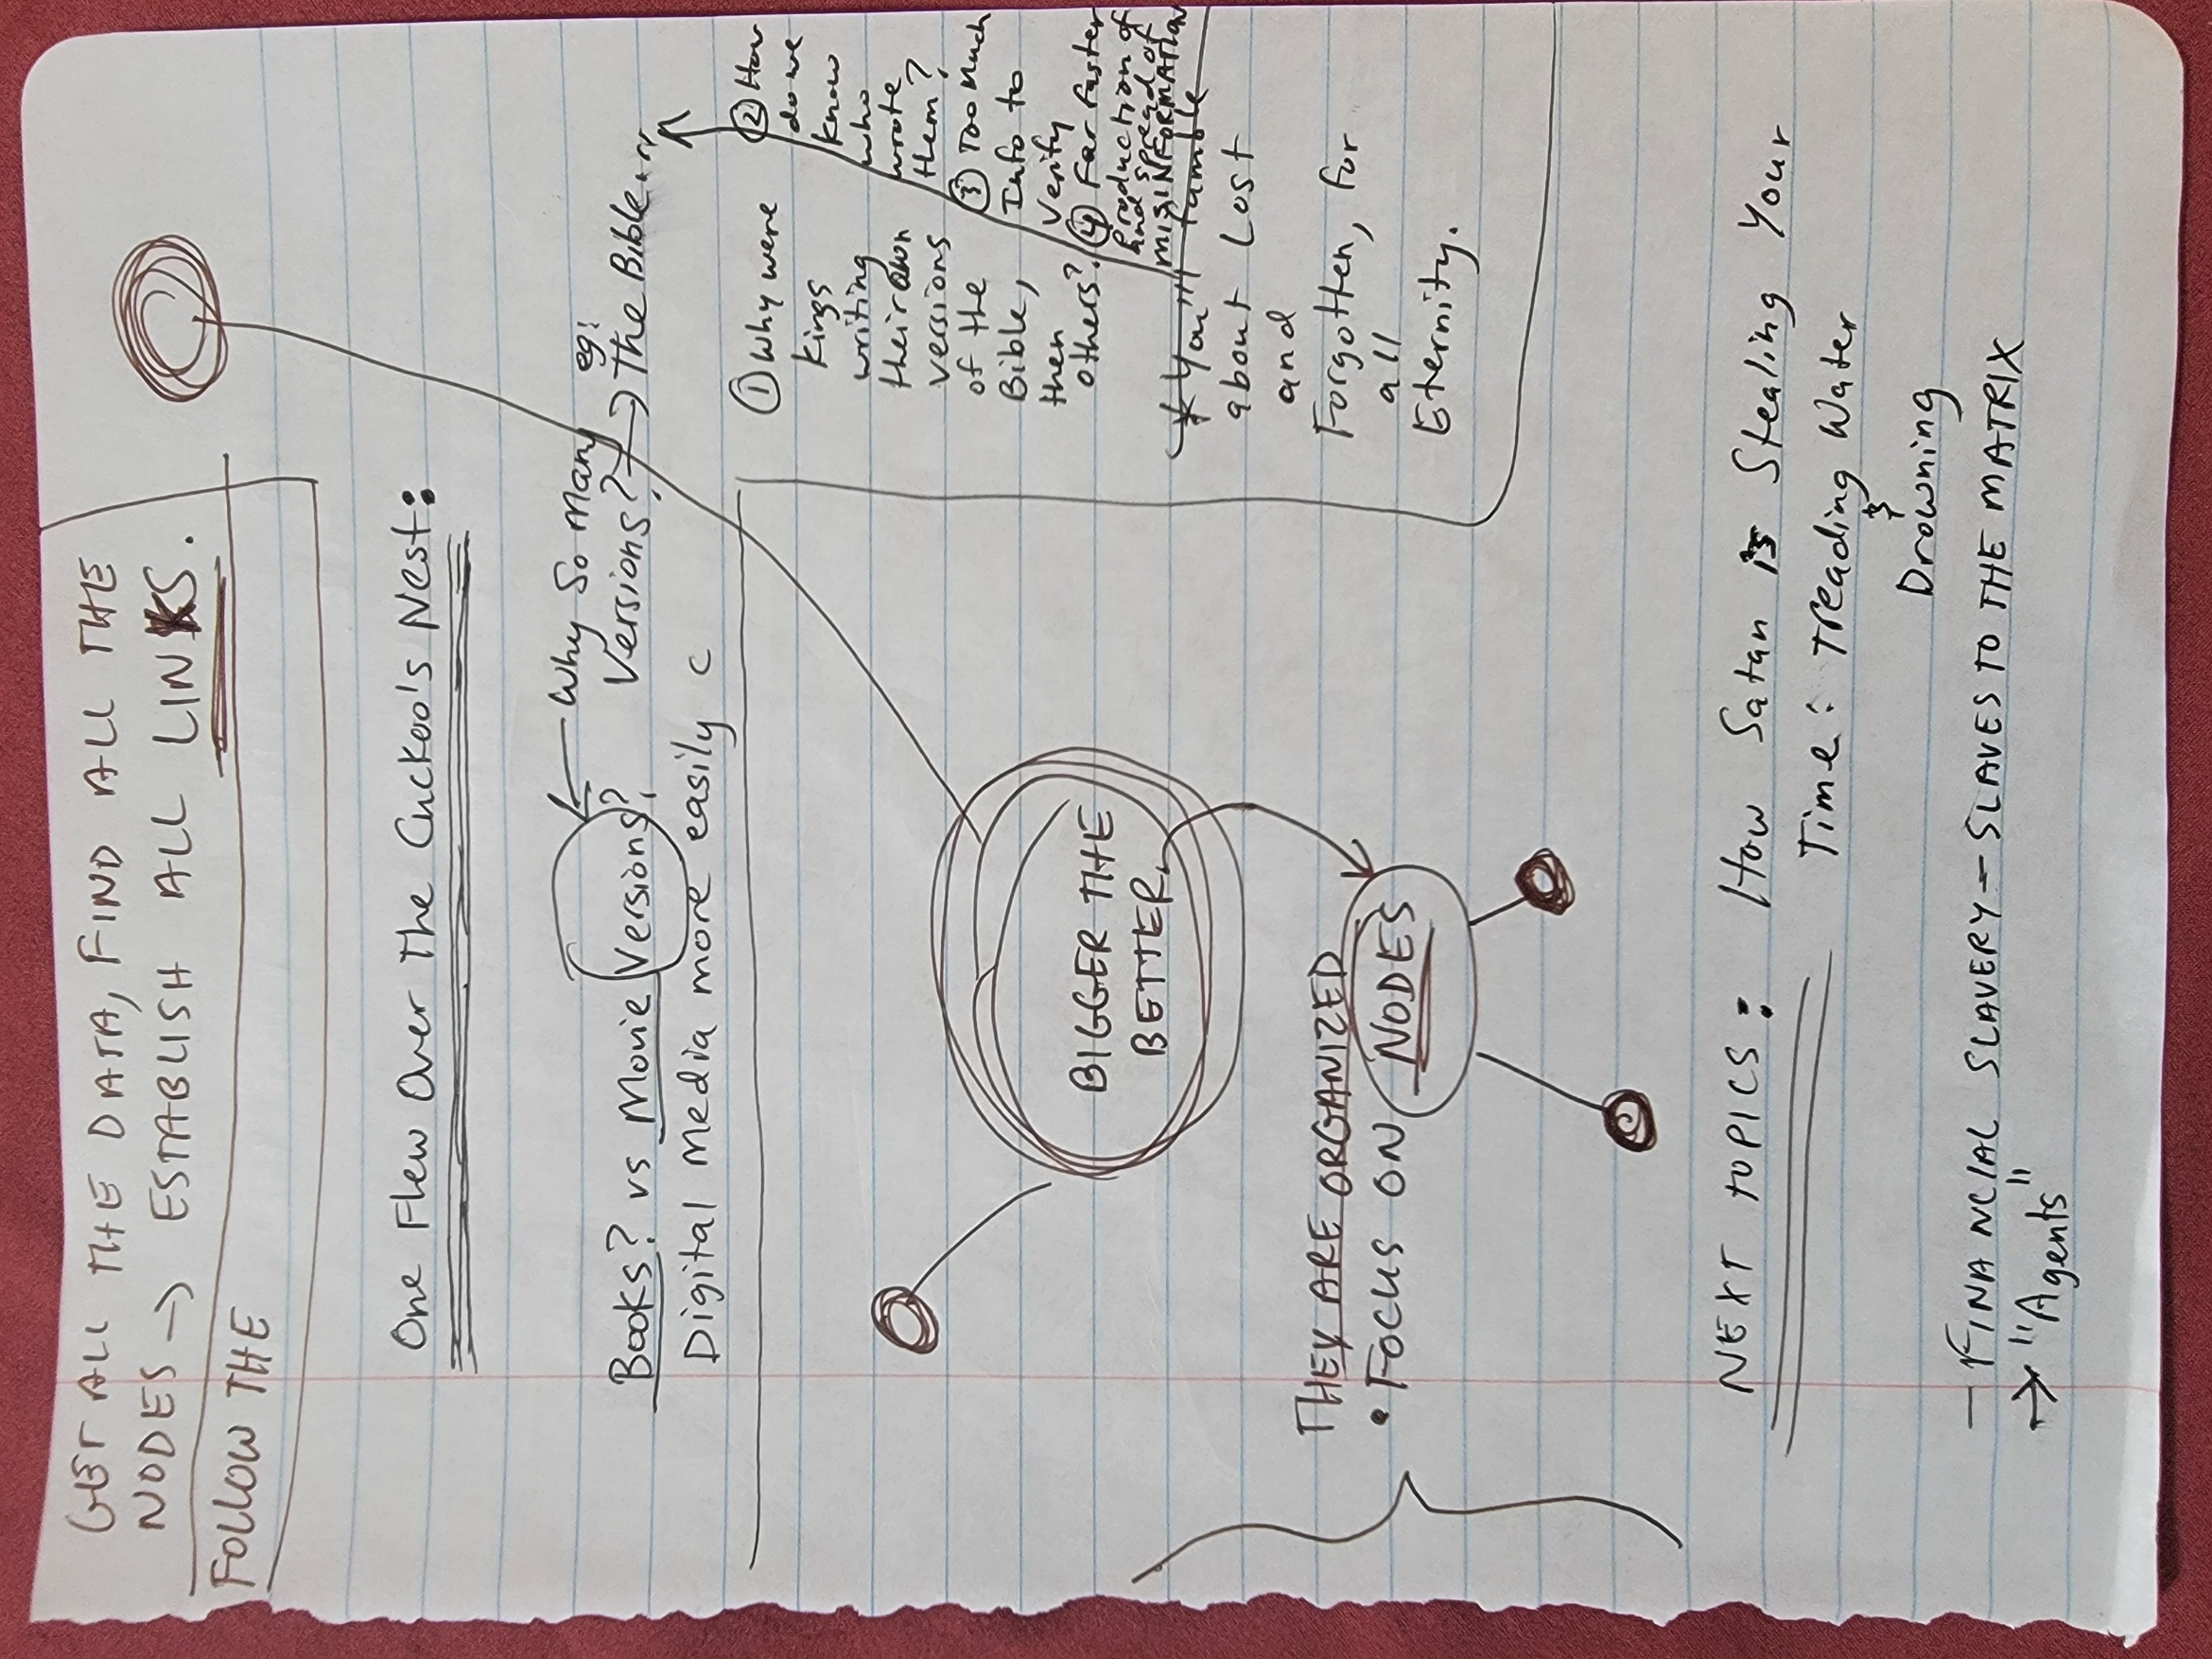 GET ALL THE DATA, FIND ALL THE
NODES → ESTABLISH ALL LINKS.
FOLLOW THE
One Flew Over The Cuckoo's Nest:
Books? vs Movie Versions?
Why So Many
Versions? → eg:
The Bible...
Digital Media more easily c
① Why were
Kings
writing
their own
versions
of the
Bible,
then
others?
② How
do we
know
who
wrote
them?
③ Too Much
Info to
Verify
④ Far faster
production of
and spread of
MISINFORMATION
* You'll tumble
about Lost
and
Forgotten, for
all
Eternity.
BIGGER THE
BETTER
THEY ARE ORGANIZED
• FOCUS ON NODES
NEXT TOPICS: How Satan is Stealing Your
Time: Treading Water
&
Drowning
– FINANCIAL SLAVERY – SLAVES TO THE MATRIX
→ "Agents"